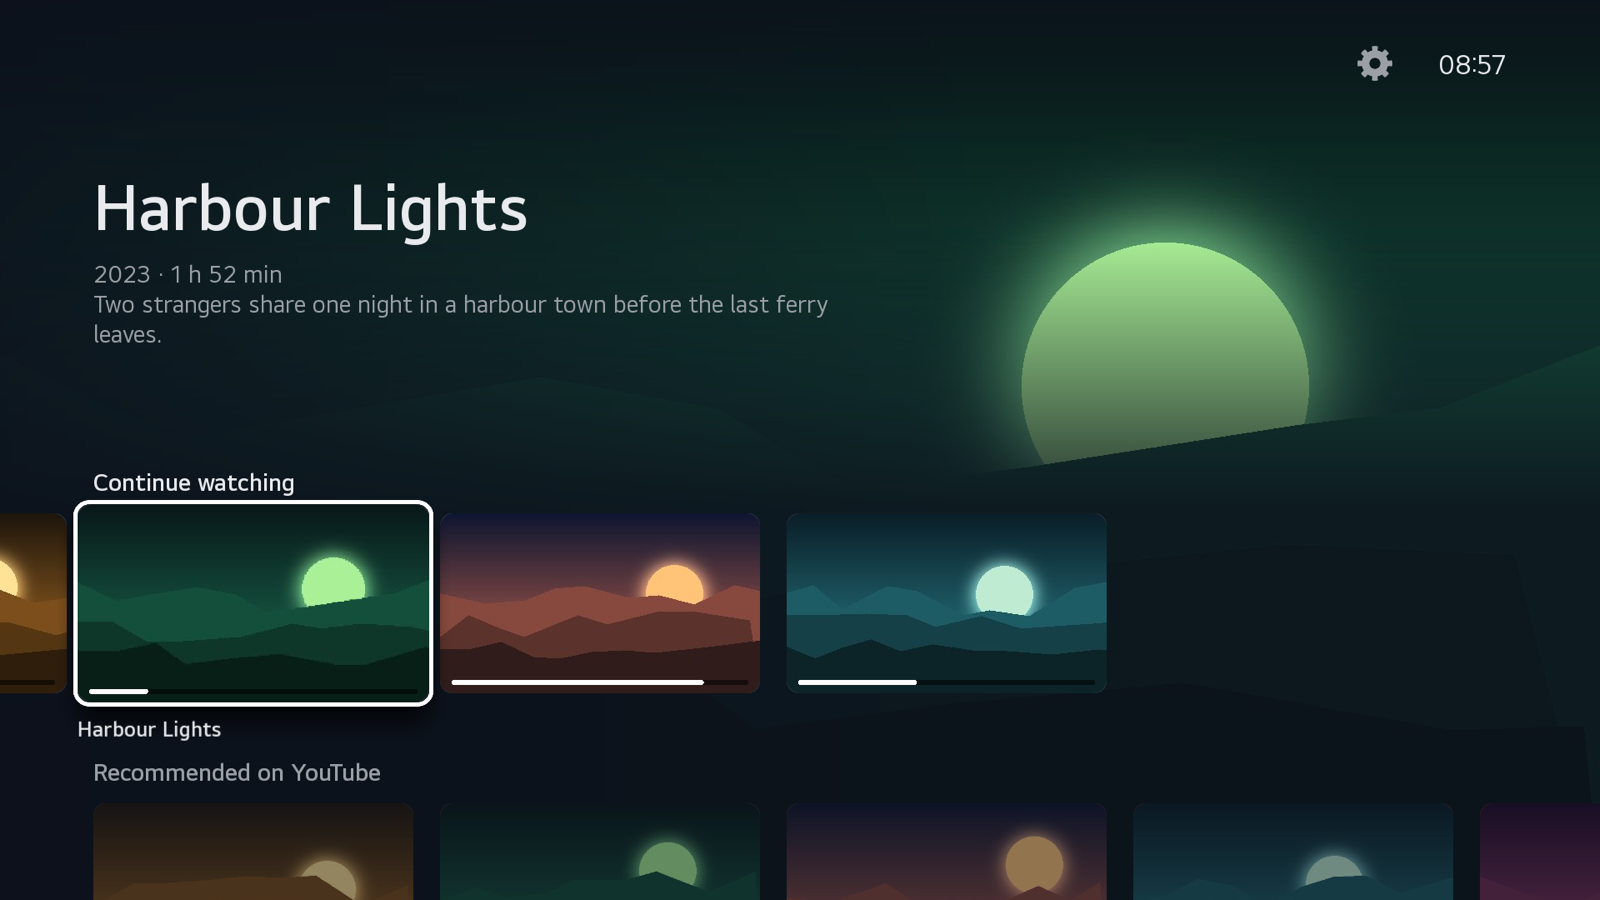 08:57
Harbour Lights
2023 · 1 h 52 min
Two strangers share one night in a harbour town before the last ferry
leaves.
Continue watching
Harbour Lights
Recommended on YouTube